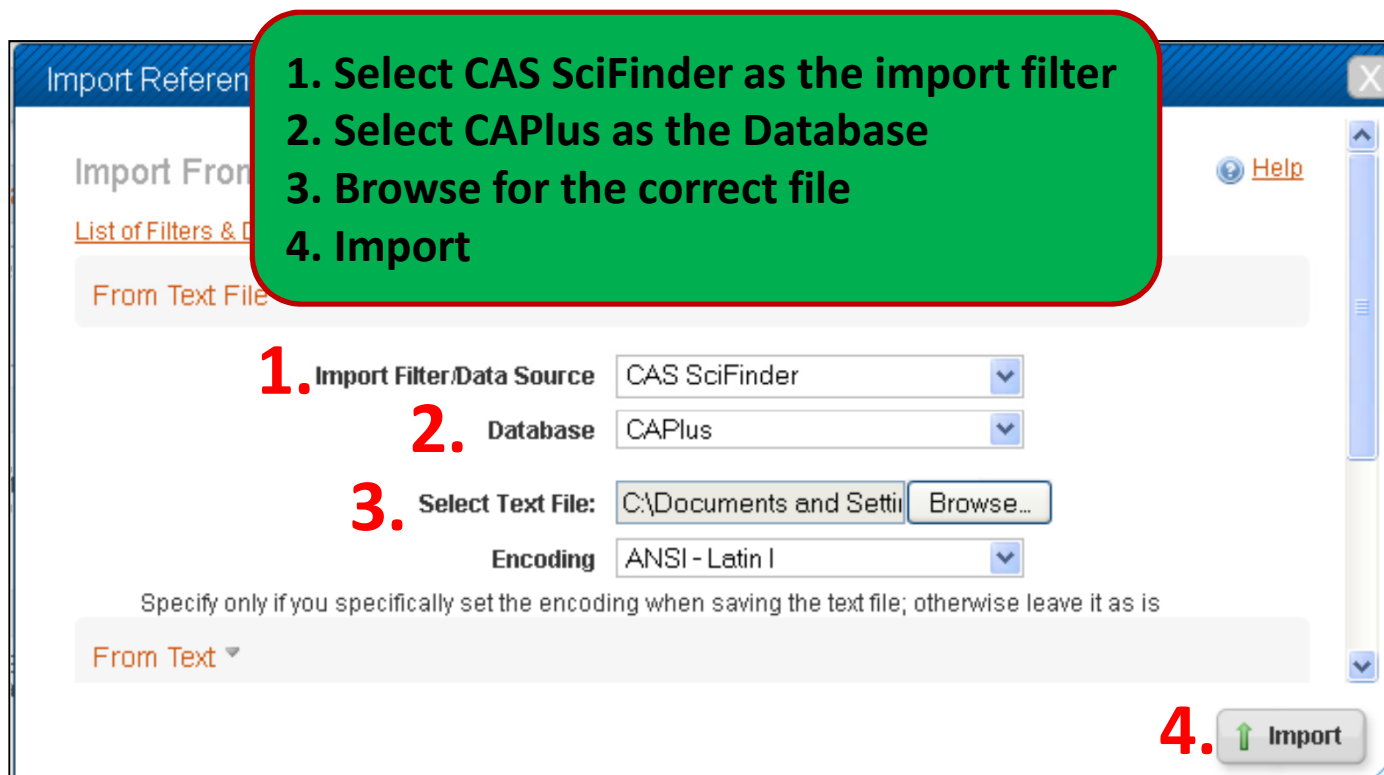 1. Select CAS SciFinder as the import filter
2. Select CAPlus as the Database
3. Browse for the correct file
4. Import
Import Referen
X
Import Fron
Help
List of Filters & D
From Text File
1. Import Filter/Data Source CAS SciFinder
2. Database CAPlus
3. Select Text File: C:\Documents and Settin Browse...
Encoding ANSI - Latin I
Specify only if you specifically set the encoding when saving the text file; otherwise leave it as is
From Text
4. Import